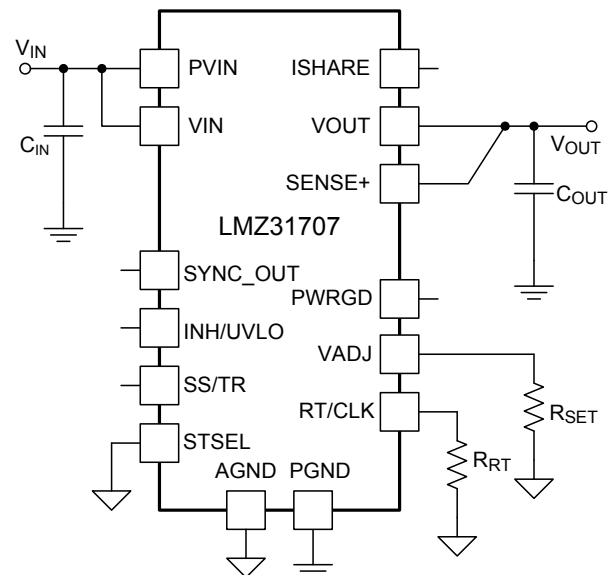 VIN
PVIN
ISHARE
VIN
VOUT
VOUT
CIN
SENSE+
COUT
LMZ31707
SYNC_OUT
PWRGD
INH/UVLO
VADJ
SS/TR
RT/CLK
RSET
STSEL
AGND
PGND
RRT